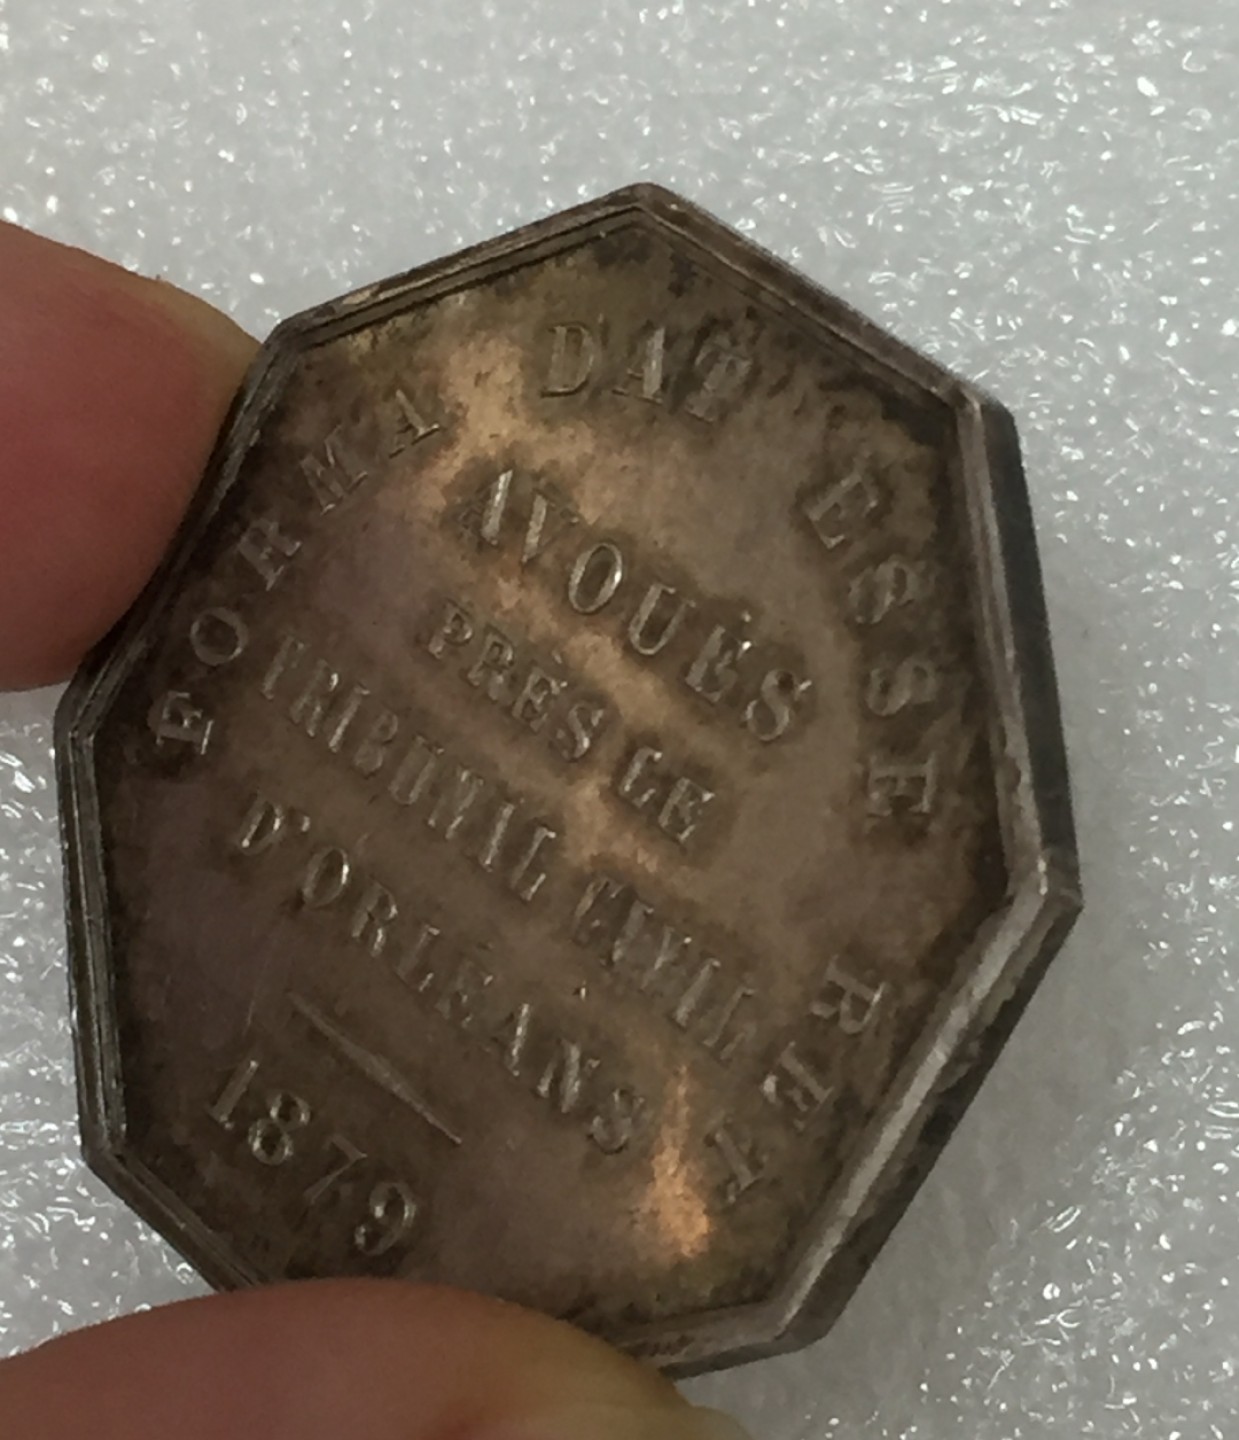 FORMA DAT ESSE REI
AVOUÉS
PRÈS LE
TRIBUNAL CIVIL
D'ORLÉANS
1879